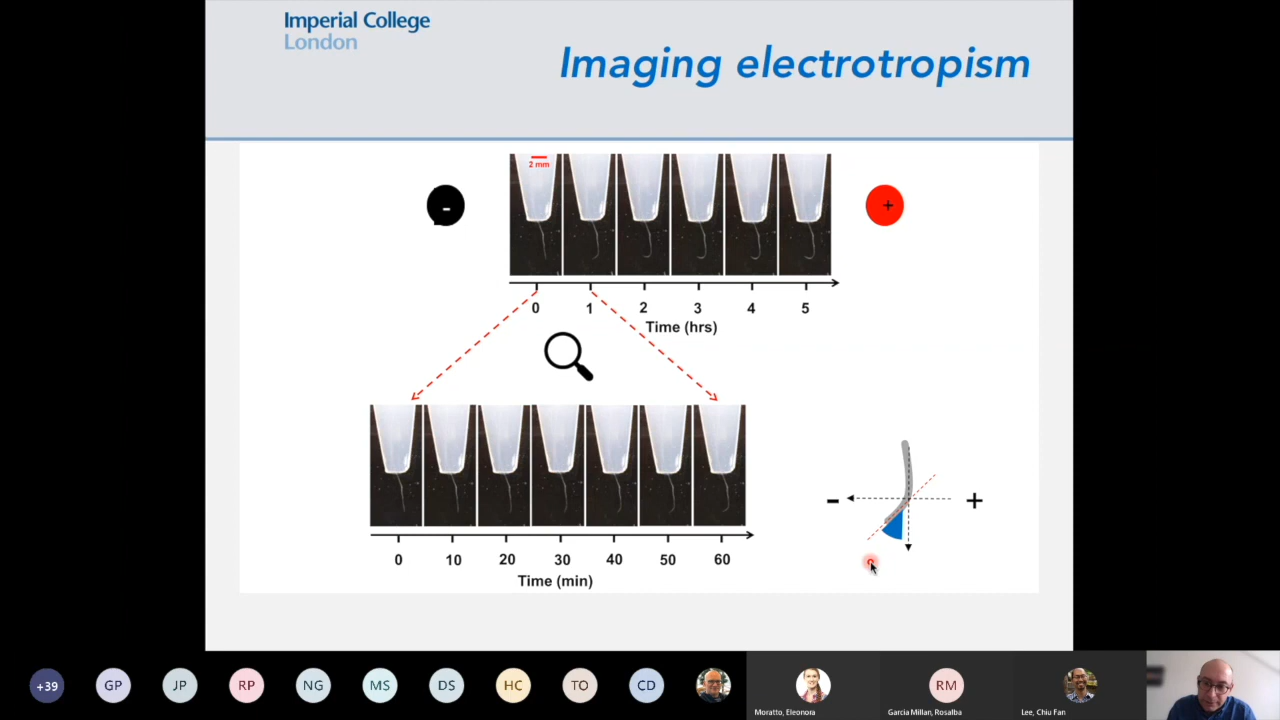 Imperial College
London
Imaging electrotropism
2 mm
-
+
0 1 2 3 4 5
Time (hrs)
- +
0 10 20 30 40 50 60
Time (min)
+39 GP JP RP NG MS DS HC TO CD RM
Moratto, Eleonora
Garcia Millan, Rosalba
Lee, Chiu Fan